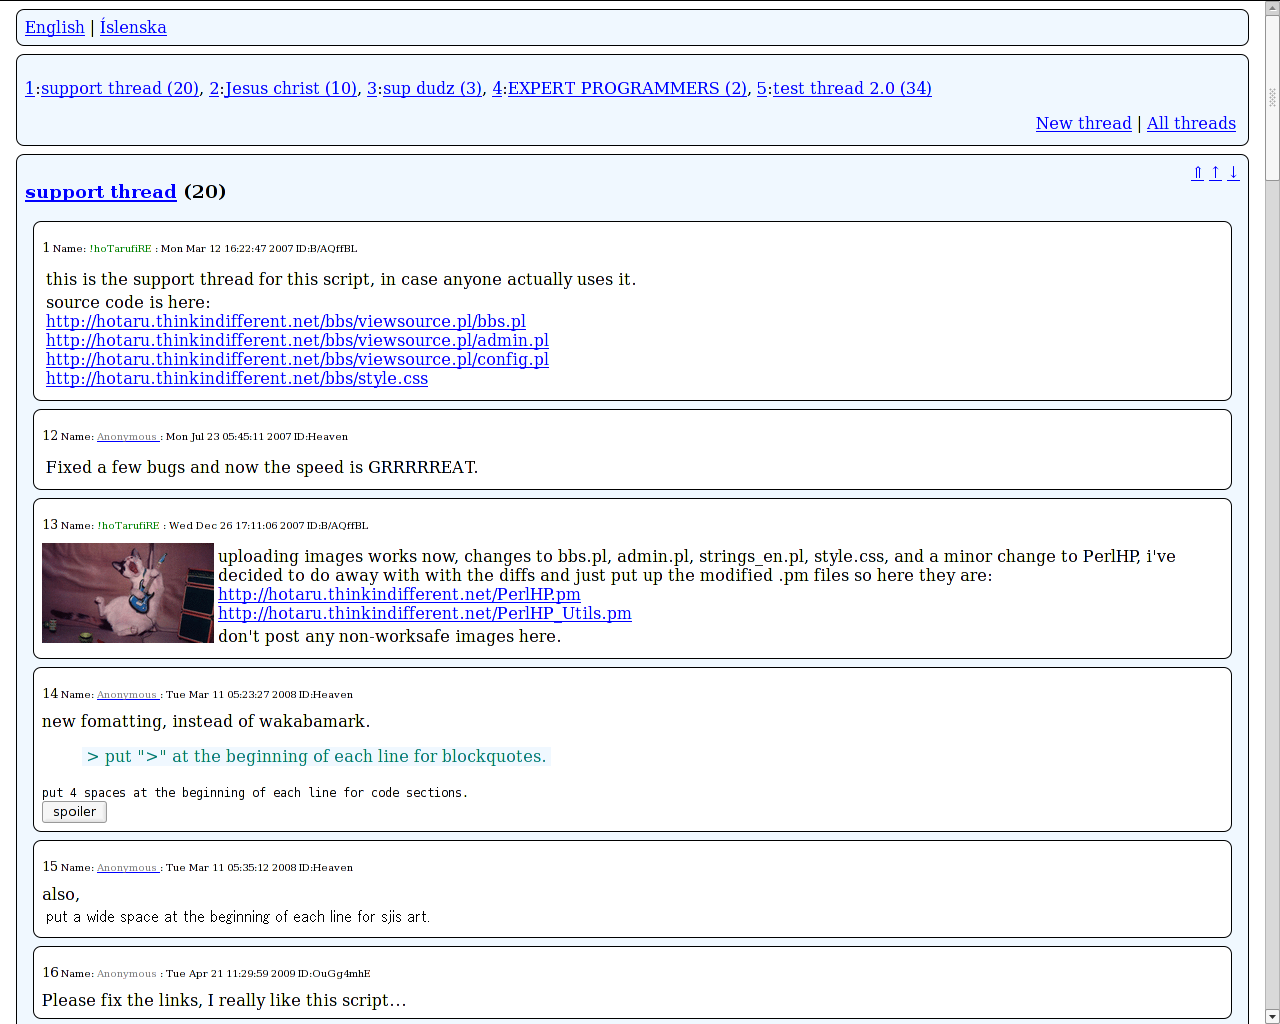 English | Íslenska
1:support thread (20), 2:Jesus christ (10), 3:sup dudz (3), 4:EXPERT PROGRAMMERS (2), 5:test thread 2.0 (34)
New thread | All threads
⇑ ↑ ↓
support thread (20)
1 Name: !hoTarufiRE : Mon Mar 12 16:22:47 2007 ID:B/AQffBL
this is the support thread for this script, in case anyone actually uses it.
source code is here:
http://hotaru.thinkindifferent.net/bbs/viewsource.pl/bbs.pl
http://hotaru.thinkindifferent.net/bbs/viewsource.pl/admin.pl
http://hotaru.thinkindifferent.net/bbs/viewsource.pl/config.pl
http://hotaru.thinkindifferent.net/bbs/style.css
12 Name: Anonymous : Mon Jul 23 05:45:11 2007 ID:Heaven
Fixed a few bugs and now the speed is GRRRRREAT.
13 Name: !hoTarufiRE : Wed Dec 26 17:11:06 2007 ID:B/AQffBL
uploading images works now, changes to bbs.pl, admin.pl, strings_en.pl, style.css, and a minor change to PerlHP, i've
decided to do away with with the diffs and just put up the modified .pm files so here they are:
http://hotaru.thinkindifferent.net/PerlHP.pm
http://hotaru.thinkindifferent.net/PerlHP_Utils.pm
don't post any non-worksafe images here.
14 Name: Anonymous : Tue Mar 11 05:23:27 2008 ID:Heaven
new fomatting, instead of wakabamark.
> put ">" at the beginning of each line for blockquotes.
put 4 spaces at the beginning of each line for code sections.
spoiler
15 Name: Anonymous : Tue Mar 11 05:35:12 2008 ID:Heaven
also,
put a wide space at the beginning of each line for sjis art.
16 Name: Anonymous : Tue Apr 21 11:29:59 2009 ID:OuGg4mhE
Please fix the links, I really like this script...